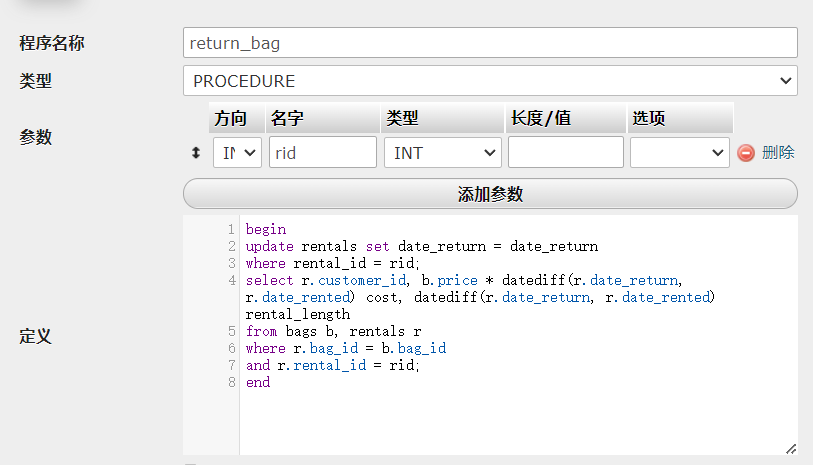 程序名称 return_bag
类型 PROCEDURE
参数 方向 名字 类型 长度/值 选项
IN rid INT 删除
添加参数
定义
1 begin
2 update rentals set date_return = date_return
3 where rental_id = rid;
4 select r.customer_id, b.price * datediff(r.date_return,
r.date_rented) cost, datediff(r.date_return, r.date_rented)
rental_length
5 from bags b, rentals r
6 where r.bag_id = b.bag_id
7 and r.rental_id = rid;
8 end